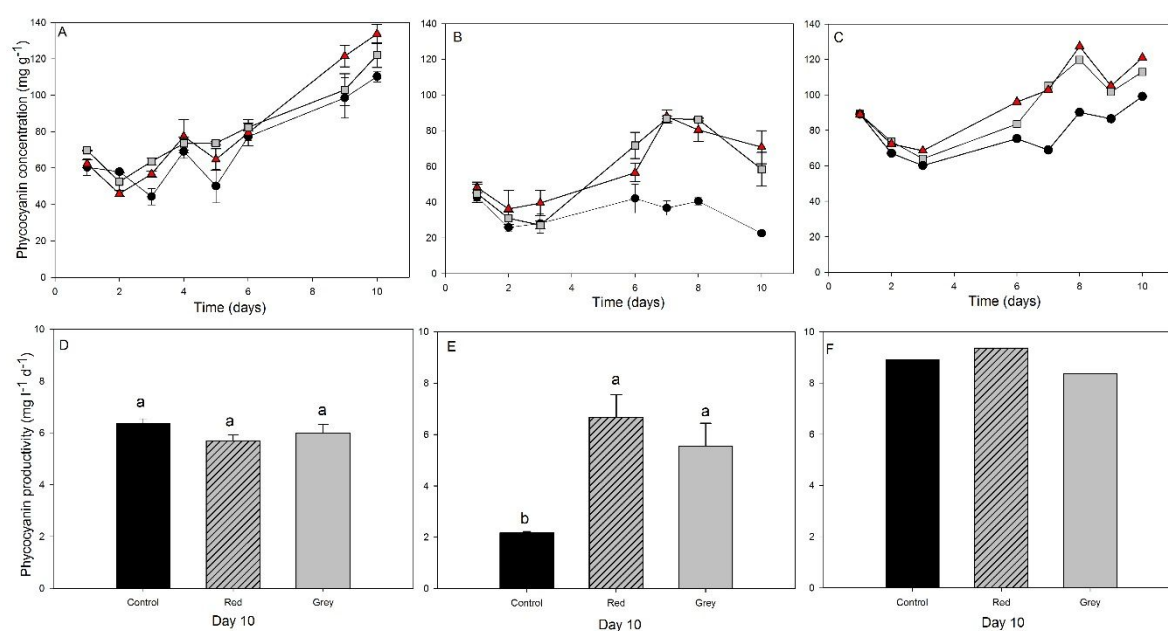 A
B
C
Phycocyanin concentration (mg g⁻¹)
140
120
100
80
60
40
20
0
0 2 4 6 8 10
Time (days)
140
120
100
80
60
40
20
0
0 2 4 6 8 10
Time (days)
140
120
100
80
60
40
20
0
0 2 4 6 8 10
Time (days)
D
E
F
Phycocyanin productivity (mg l⁻¹ d⁻¹)
10
8
6
4
2
0
a a a
Control Red Grey
Day 10
10
8
6
4
2
0
b a a
Control Red Grey
Day 10
10
8
6
4
2
0
Control Red Grey
Day 10